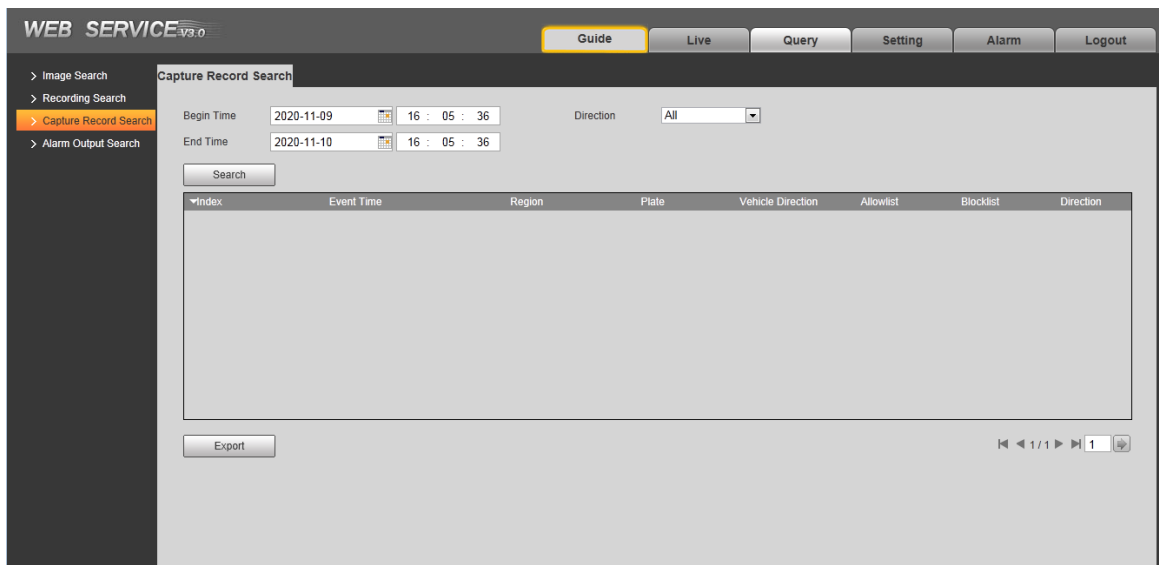 WEB SERVICE V3.0
Guide Live Query Setting Alarm Logout
> Image Search
> Recording Search
> Capture Record Search
> Alarm Output Search
Capture Record Search
Begin Time 2020-11-09 16 : 05 : 36 Direction All
End Time 2020-11-10 16 : 05 : 36
Search
Index Event Time Region Plate Vehicle Direction Allowlist Blocklist Direction
Export 1 / 1 1